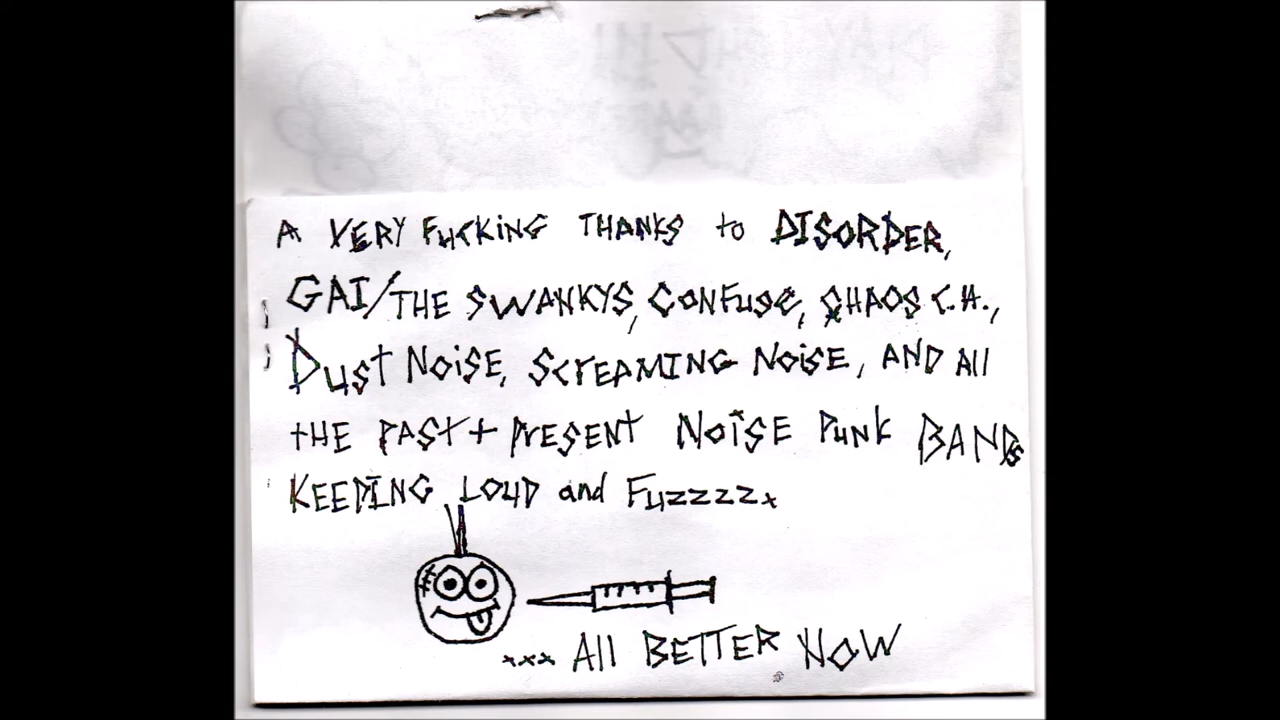 A VERY FUCKING THANKS to DISORDER,
GAI/THE SWANKYS, CONFUSE, CHAOS C.H.,
DUST NOISE, SCREAMING NOISE, AND All
tHE PAST + PRESENT NOISE PUNK BANDS
KEEPING LOUD and FUZZZZ.
... All BETTER NOW